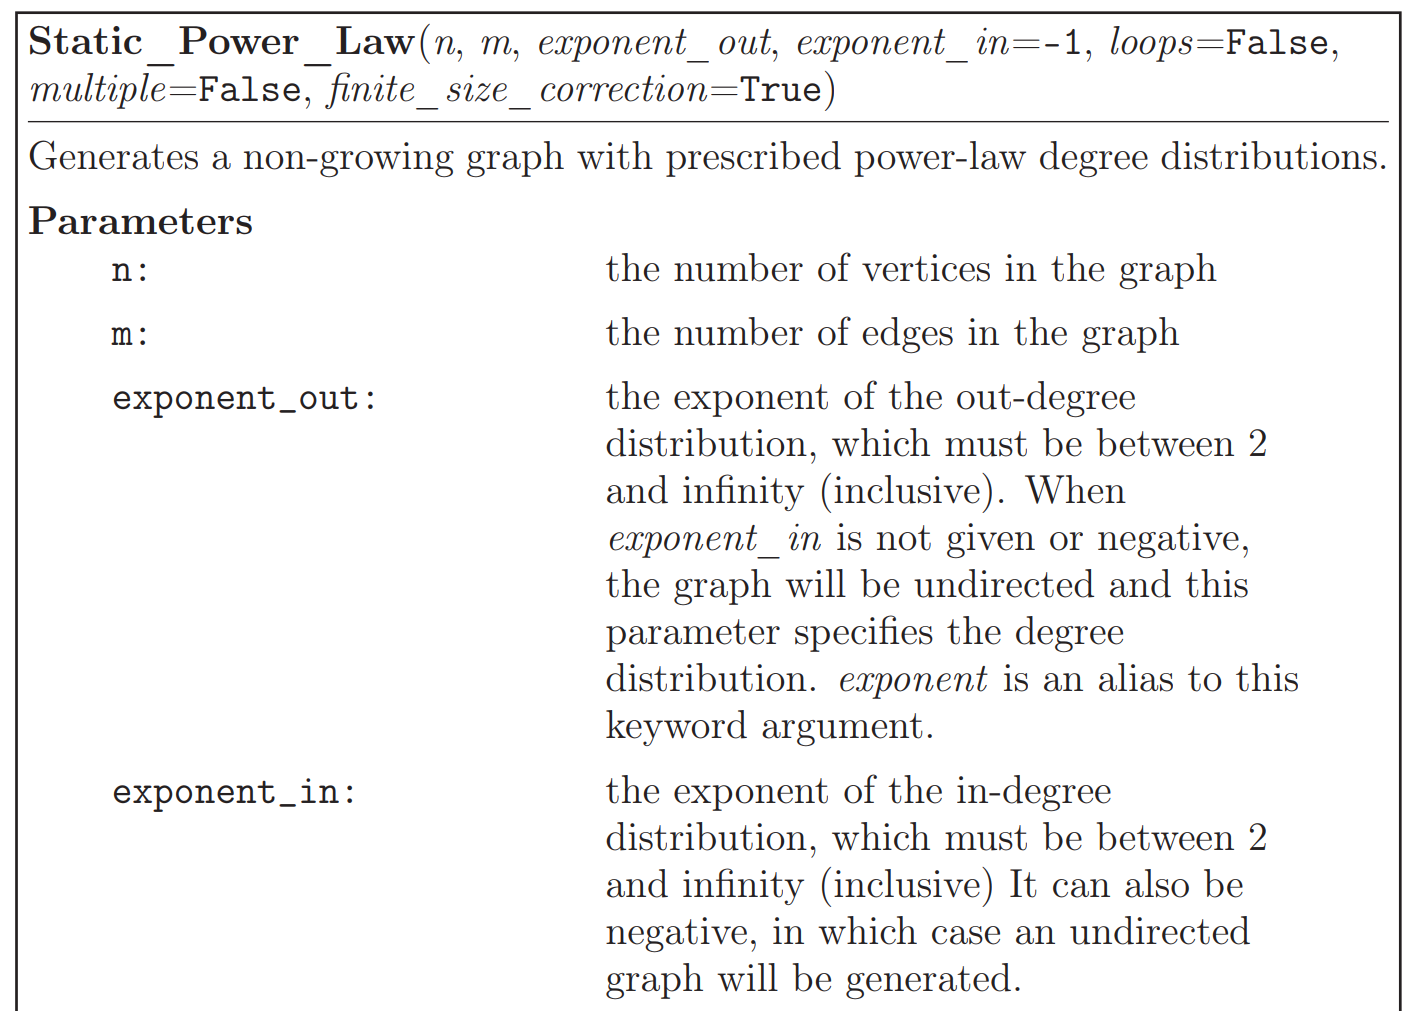 Static_Power_Law(n, m, exponent_out, exponent_in=-1, loops=False,
multiple=False, finite_size_correction=True)
Generates a non-growing graph with prescribed power-law degree distributions.
Parameters
n: the number of vertices in the graph
m: the number of edges in the graph
exponent_out: the exponent of the out-degree
distribution, which must be between 2
and infinity (inclusive). When
exponent_in is not given or negative,
the graph will be undirected and this
parameter specifies the degree
distribution. exponent is an alias to this
keyword argument.
exponent_in: the exponent of the in-degree
distribution, which must be between 2
and infinity (inclusive) It can also be
negative, in which case an undirected
graph will be generated.